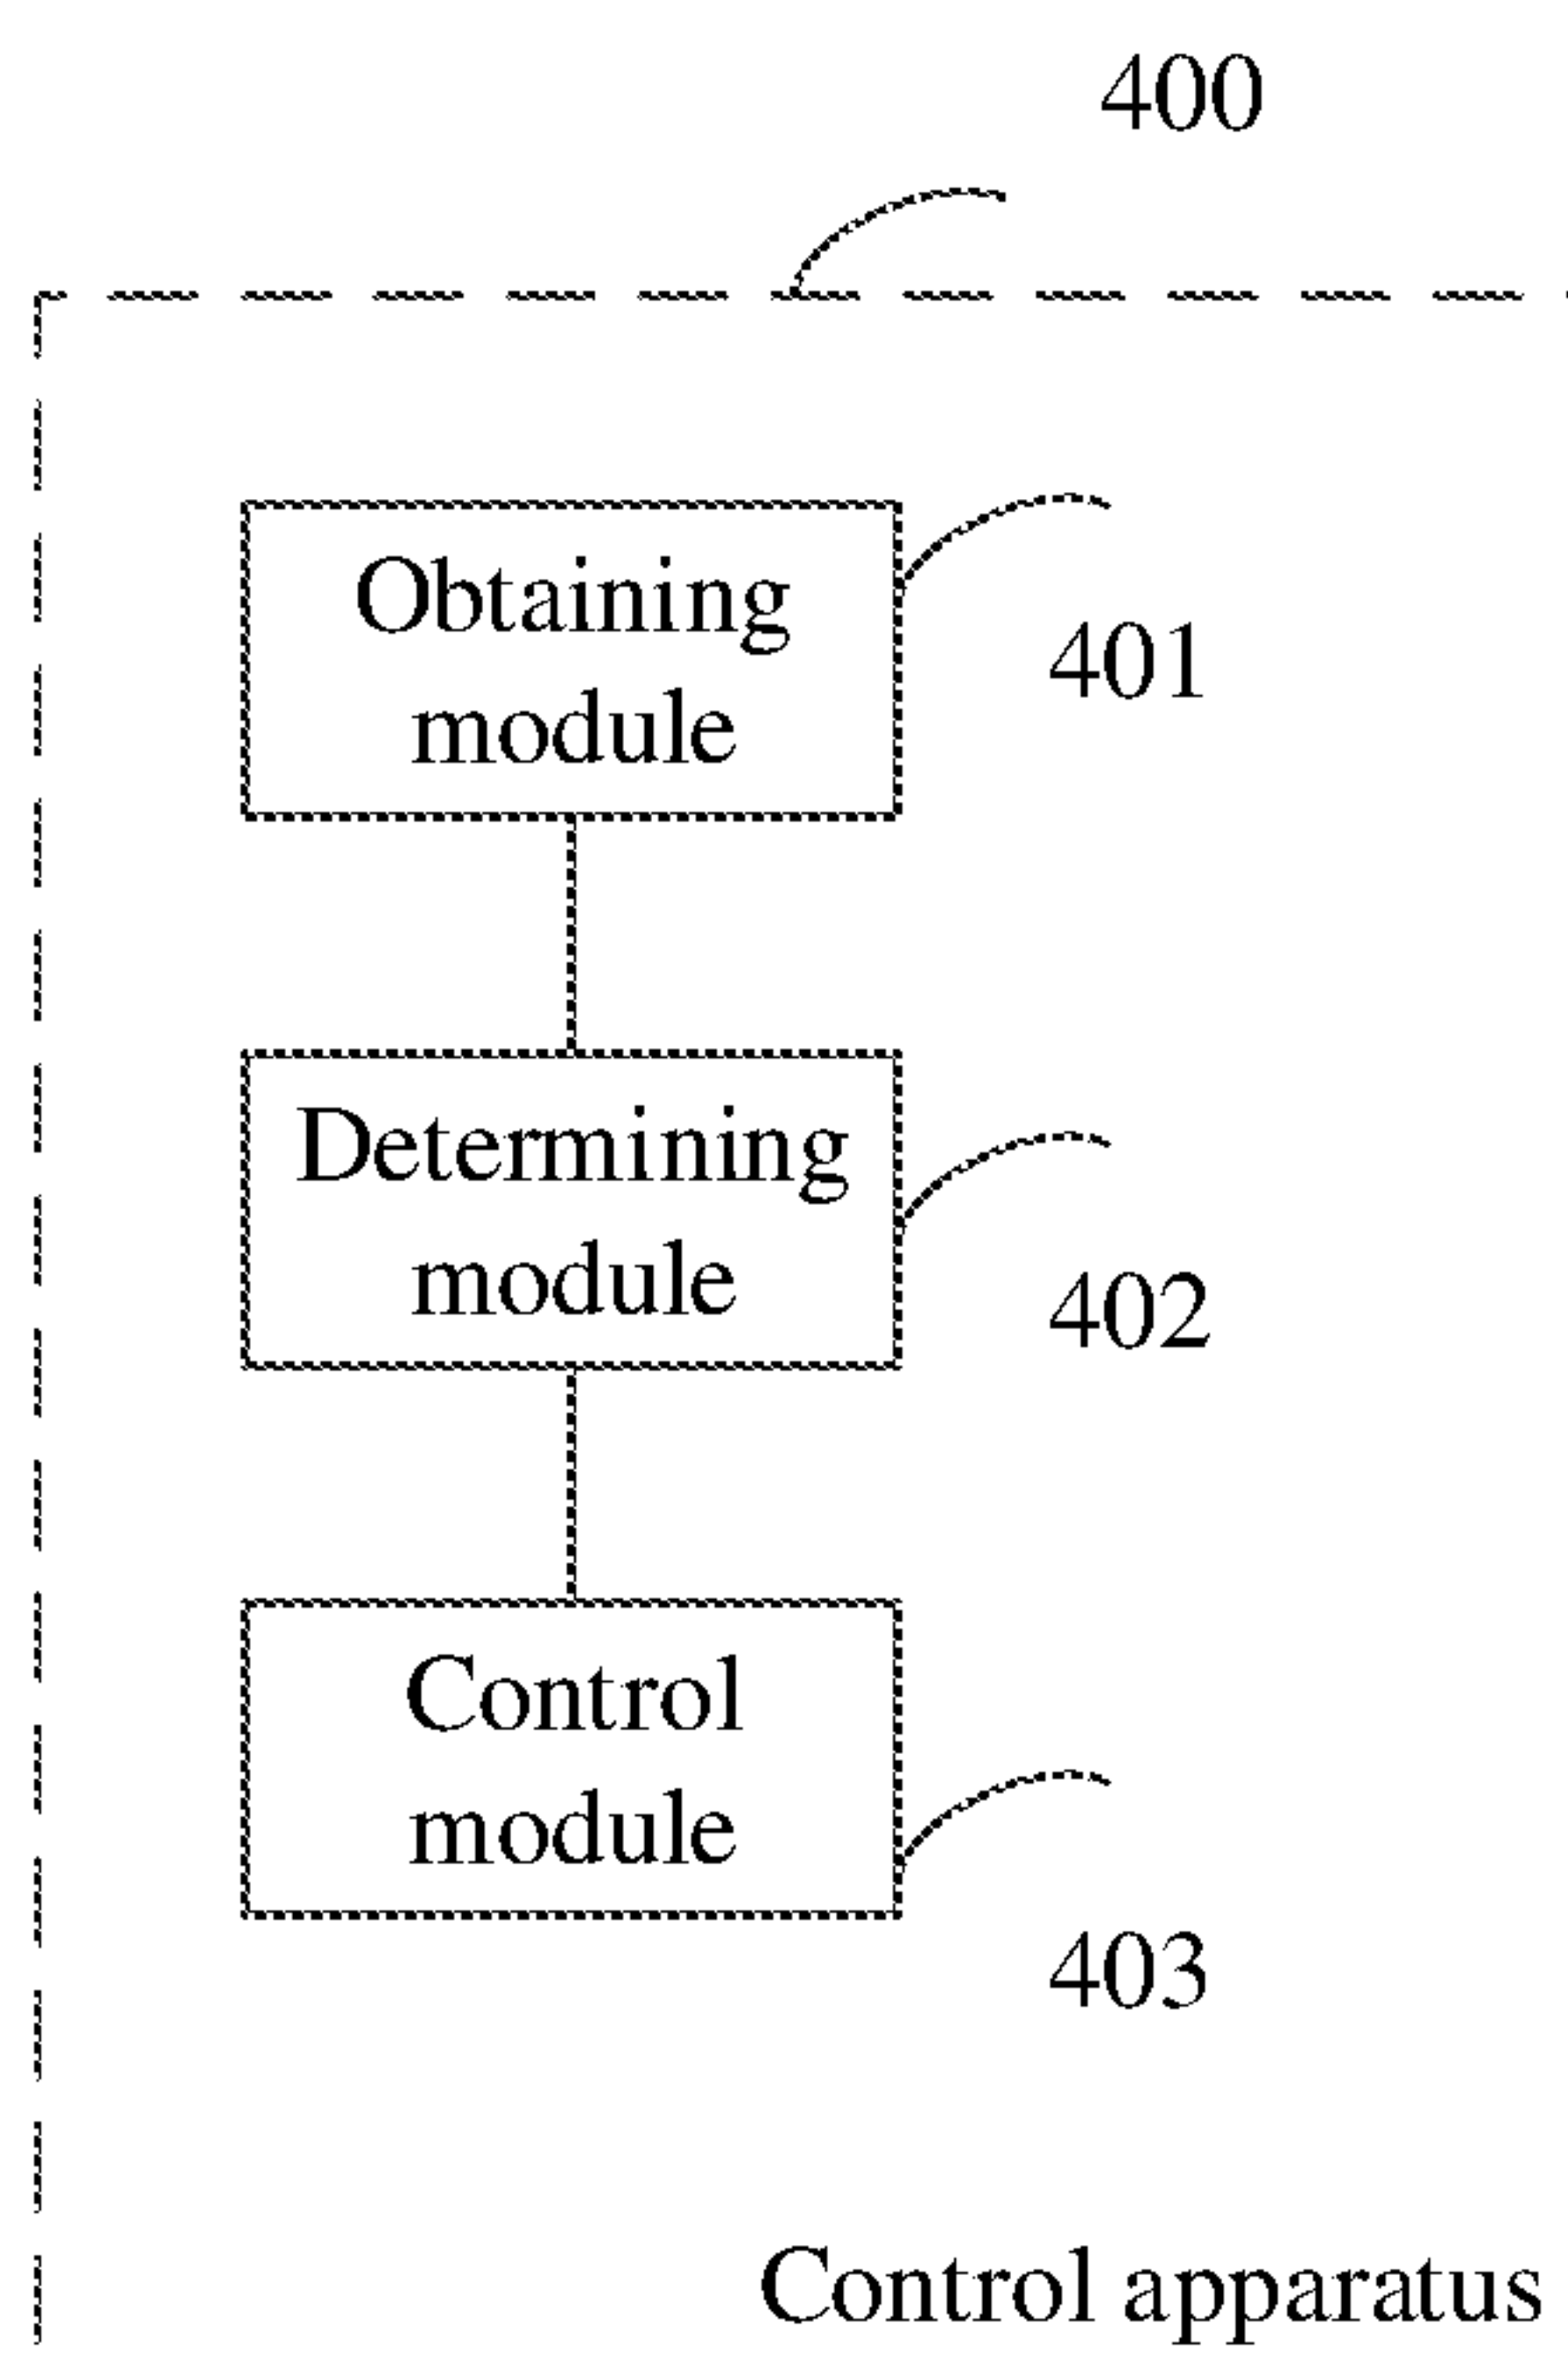 400
Obtaining
module
401
Determining
module
402
Control
module
403
Control apparatus